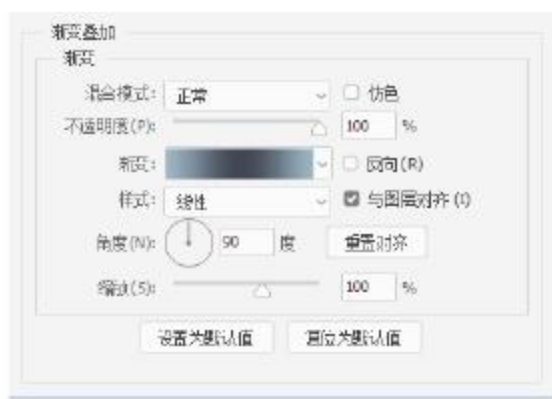 渐变叠加
渐变
混合模式: 正常 仿色
不透明度(P): 100 %
渐变: 反向(R)
样式: 线性 与图层对齐(I)
角度(N): 90 度 重置对齐
缩放(S): 100 %
设置为默认值 复位为默认值